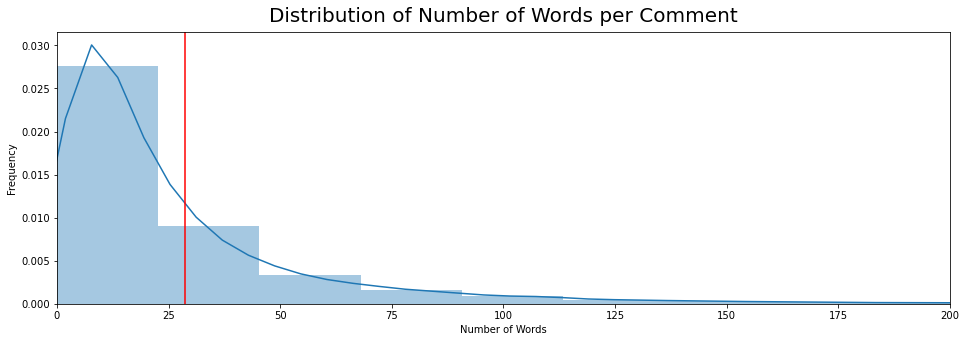 Distribution of Number of Words per Comment
0.030
0.025
0.020
0.015
0.010
0.005
0.000
Frequency
0 25 50 75 100 125 150 175 200
Number of Words